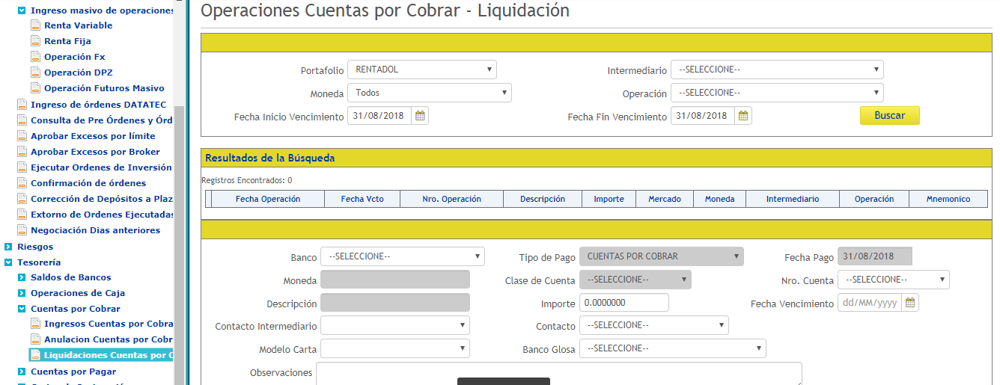 Ingreso masivo de operaciones
Renta Variable
Renta Fija
Operación Fx
Operación DPZ
Operación Futuros Masivo
Ingreso de órdenes DATATEC
Consulta de Pre Órdenes y Órd
Aprobar Excesos por límite
Aprobar Excesos por Broker
Ejecutar Ordenes de Inversión
Confirmación de órdenes
Corrección de Depósitos a Plaz
Extorno de Ordenes Ejecutadas
Negociación Dias anteriores
Riesgos
Tesorería
Saldos de Bancos
Operaciones de Caja
Cuentas por Cobrar
Ingresos Cuentas por Cobra
Anulacion Cuentas por Cobr
Liquidaciones Cuentas por C
Cuentas por Pagar
Operaciones Cuentas por Cobrar - Liquidación
Portafolio RENTADOL Intermediario --SELECCIONE--
Moneda Todos Operación --SELECCIONE--
Fecha Inicio Vencimiento 31/08/2018 Fecha Fin Vencimiento 31/08/2018 Buscar
Resultados de la Búsqueda
Registros Encontrados: 0
Fecha Operación Fecha Vcto Nro. Operación Descripción Importe Mercado Moneda Intermediario Operación Mnemonico
Banco --SELECCIONE-- Tipo de Pago CUENTAS POR COBRAR Fecha Pago 31/08/2018
Moneda Clase de Cuenta --SELECCIONE-- Nro. Cuenta --SELECCIONE--
Descripción Importe 0.0000000 Fecha Vencimiento dd/MM/yyyy
Contacto Intermediario Contacto --SELECCIONE--
Modelo Carta Banco Glosa --SELECCIONE--
Observaciones